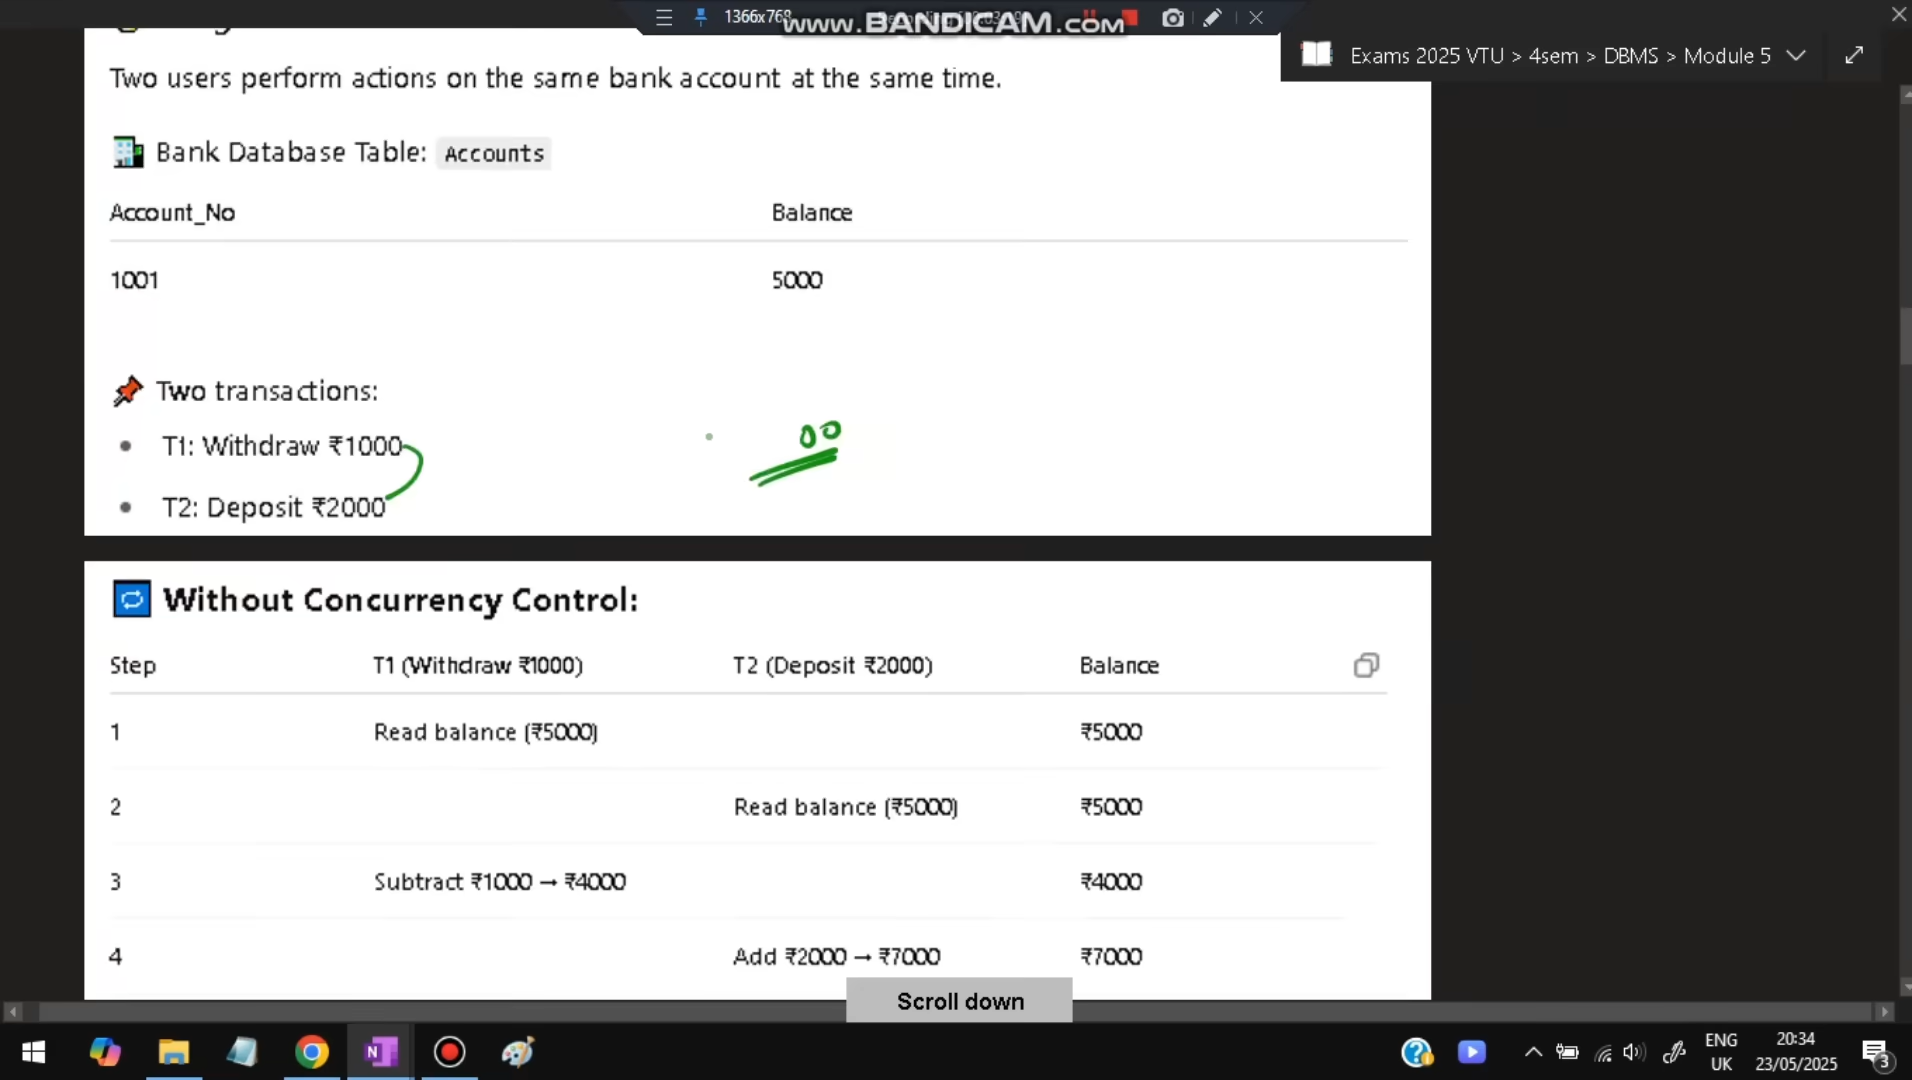 1366x768
www.BANDICAM.com
Exams 2025 VTU > 4sem > DBMS > Module 5
Two users perform actions on the same bank account at the same time.
Bank Database Table: Accounts
Account_No Balance
1001 5000
Two transactions:
T1: Withdraw ₹1000
00
T2: Deposit ₹2000
Without Concurrency Control:
Step T1 (Withdraw ₹1000) T2 (Deposit ₹2000) Balance
1 Read balance (₹5000) ₹5000
2 Read balance (₹5000) ₹5000
3 Subtract ₹1000 → ₹4000 ₹4000
4 Add ₹2000 → ₹7000 ₹7000
Scroll down
N
ENG
UK
20:34
23/05/2025
3